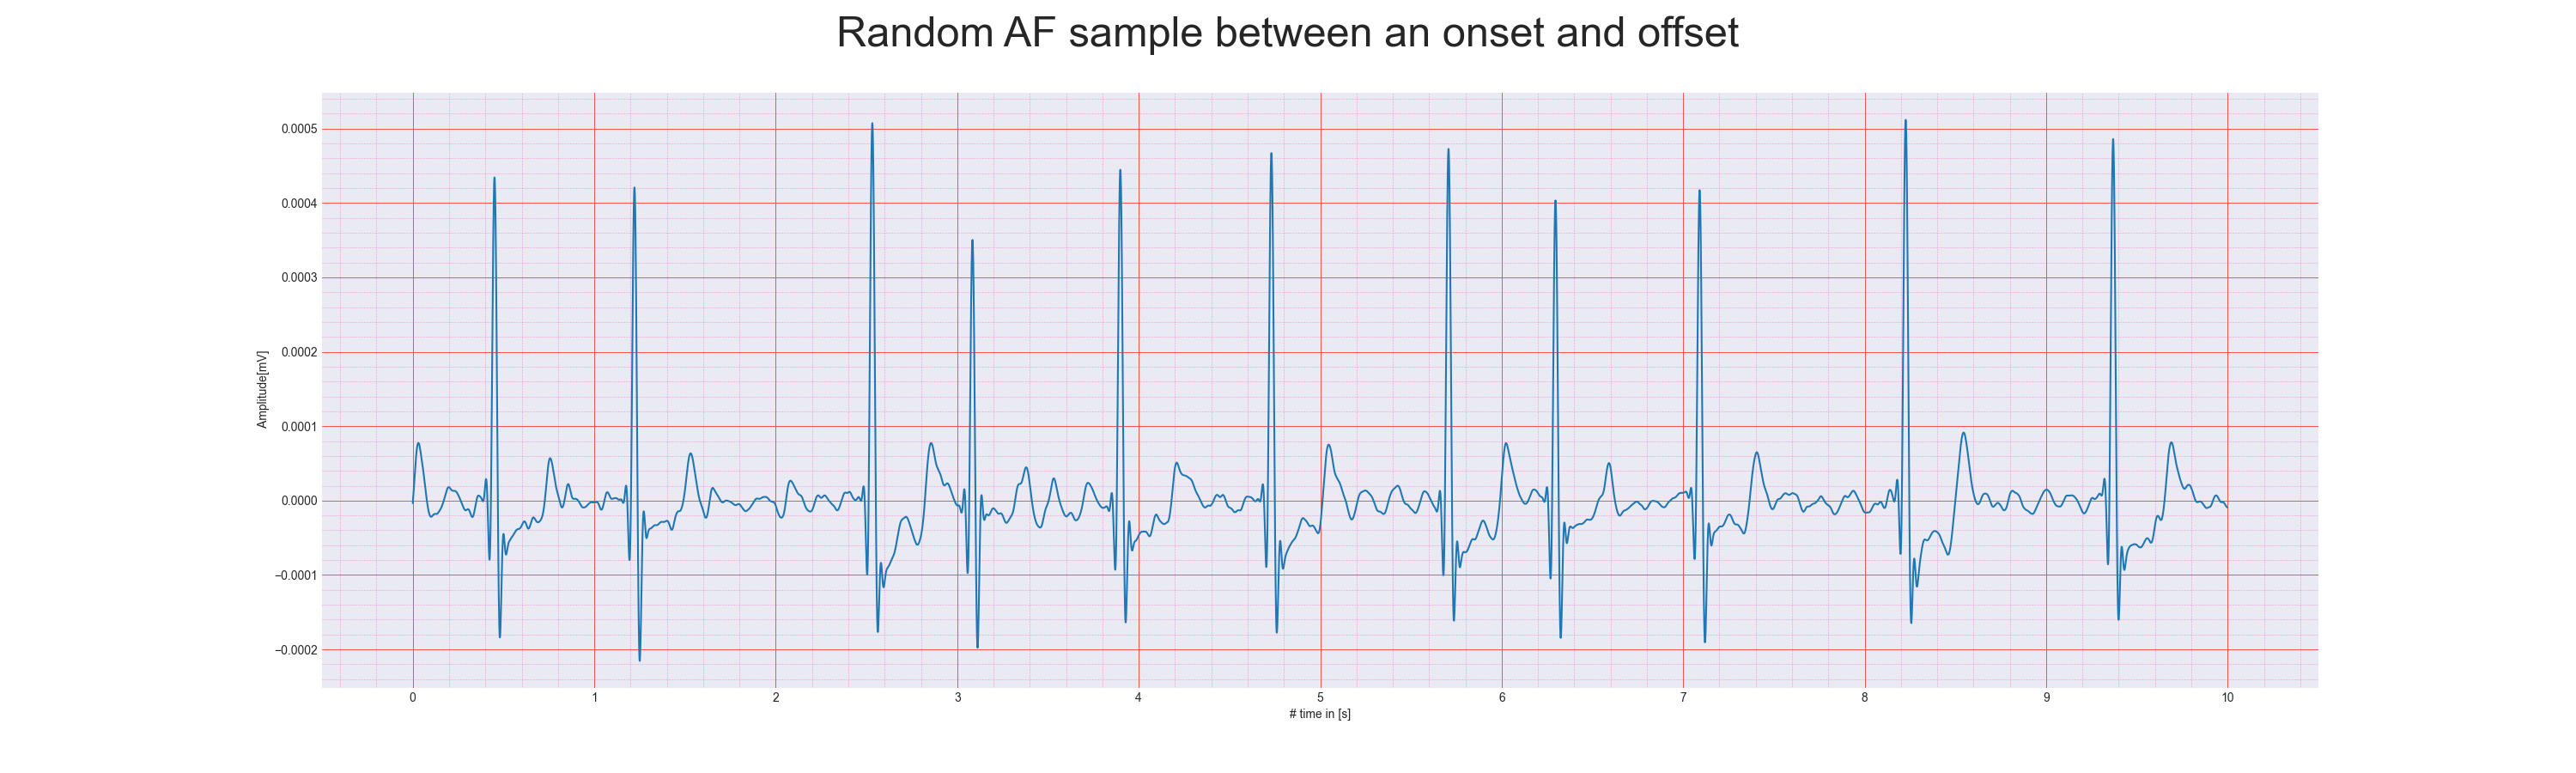 Random AF sample between an onset and offset
0.0005
0.0004
0.0003
0.0002
0.0001
0.0000
−0.0001
−0.0002
Amplitude[mV]
0 1 2 3 4 5 6 7 8 9 10
# time in [s]